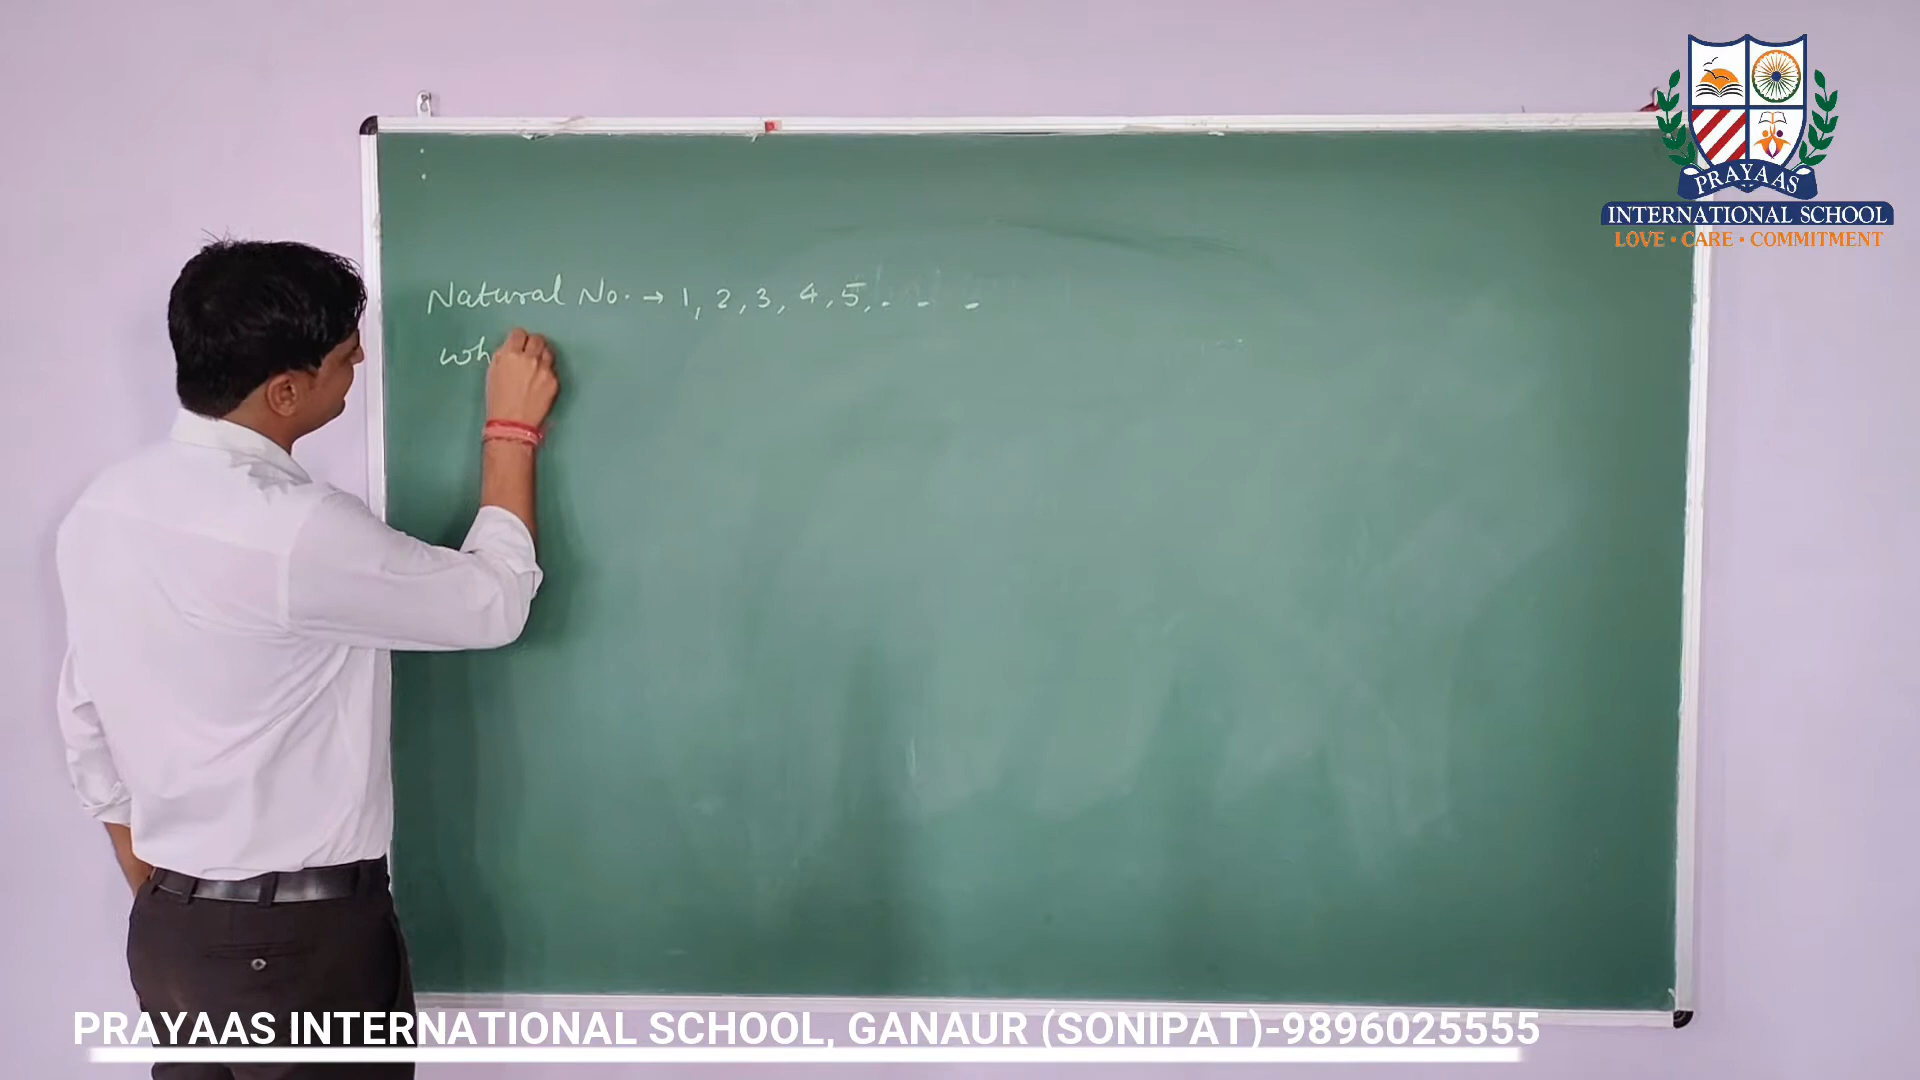 PRAYAAS
INTERNATIONAL SCHOOL
LOVE • CARE • COMMITMENT
Natural No. → 1, 2, 3, 4, 5, - - -
wh
PRAYAAS INTERNATIONAL SCHOOL, GANAUR (SONIPAT)-9896025555